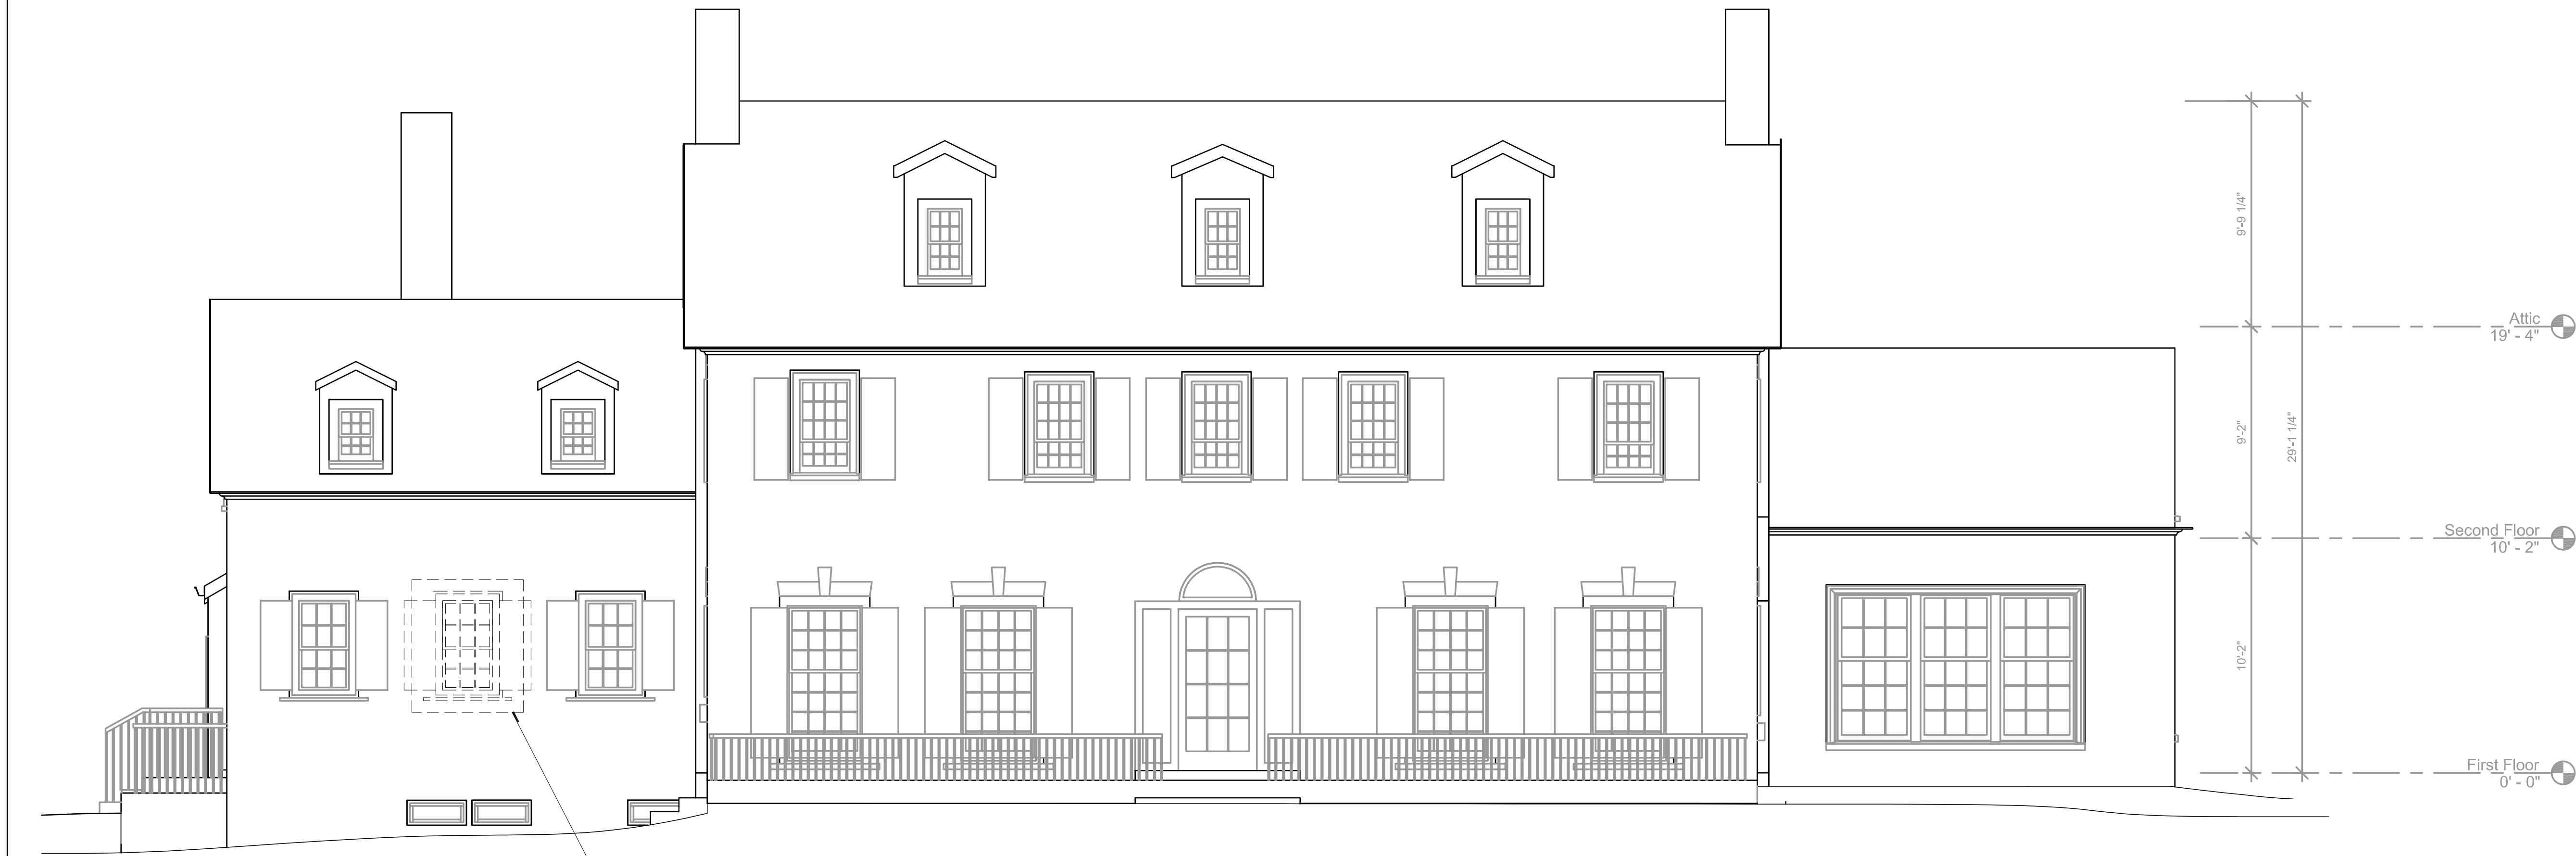 9'-9 1/4"
Attic
19' - 4"
9'-2"
29'-1 1/4"
Second Floor
10' - 2"
10'-2"
First Floor
0' - 0"